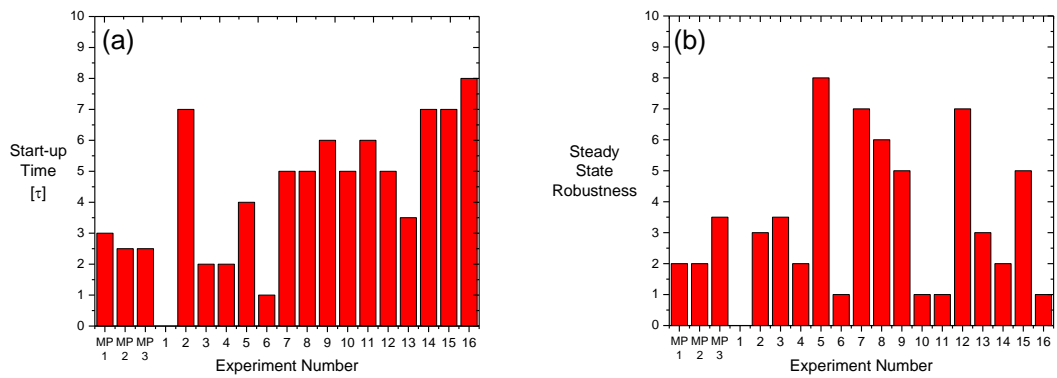 (a)
10
9
8
7
6
5
4
3
2
1
0
Start-up
Time
[τ]
MP MP MP 1 2 3 4 5 6 7 8 9 10 11 12 13 14 15 16
1 2 3
Experiment Number
(b)
10
9
8
7
6
5
4
3
2
1
0
Steady
State
Robustness
MP MP MP 1 2 3 4 5 6 7 8 9 10 11 12 13 14 15 16
1 2 3
Experiment Number